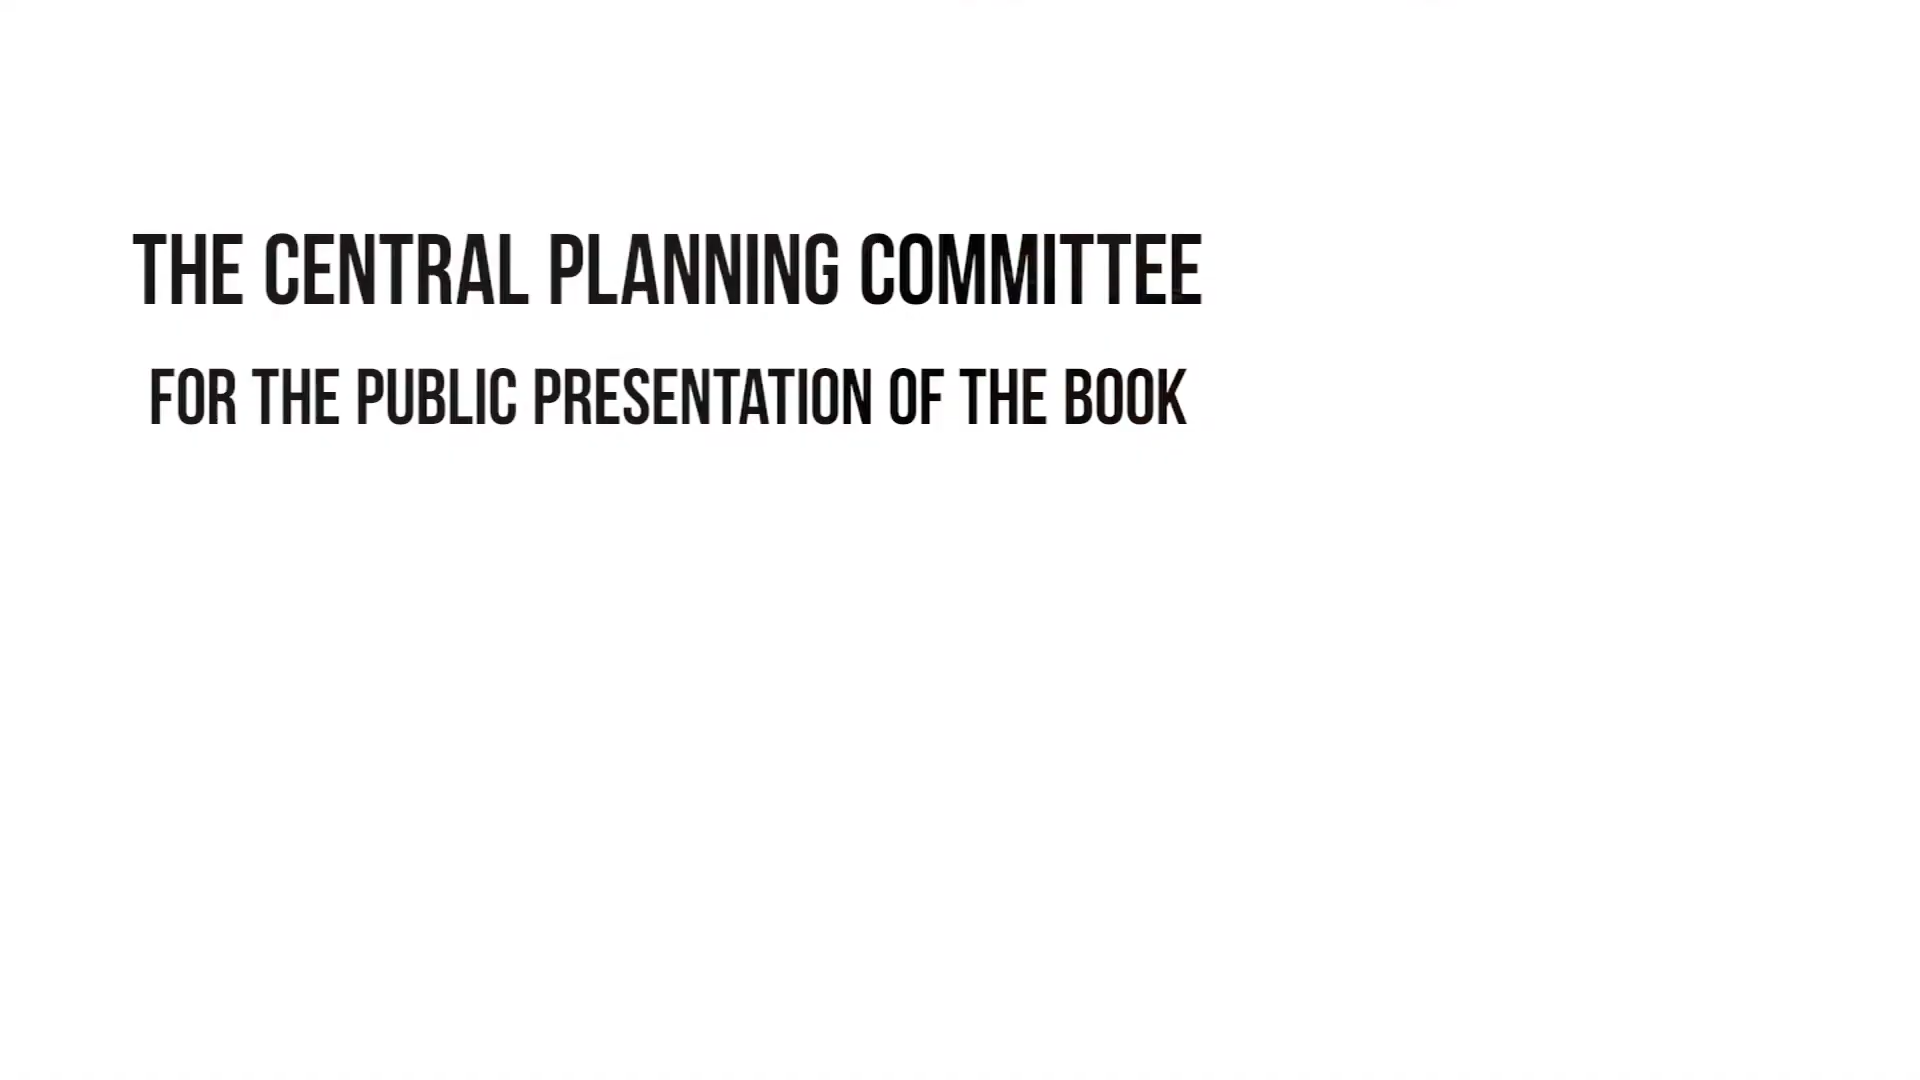 THE CENTRAL PLANNING COMMITTEE
FOR THE PUBLIC PRESENTATION OF THE BOOK